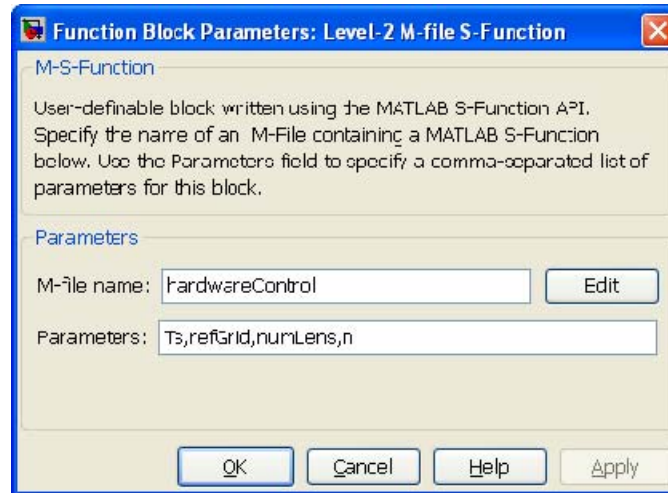 Function Block Parameters: Level-2 M-file S-Function
M-S-Function
User-definable block written using the MATLAB S-Function API.
Specify the name of an M-File containing a MATLAB S-Function
below. Use the Parameters field to specify a comma-separated list of
parameters for this block.
Parameters
M-file name: hardwareControl Edit
Parameters: Ts,refGrid,numLens,n
OK Cancel Help Apply